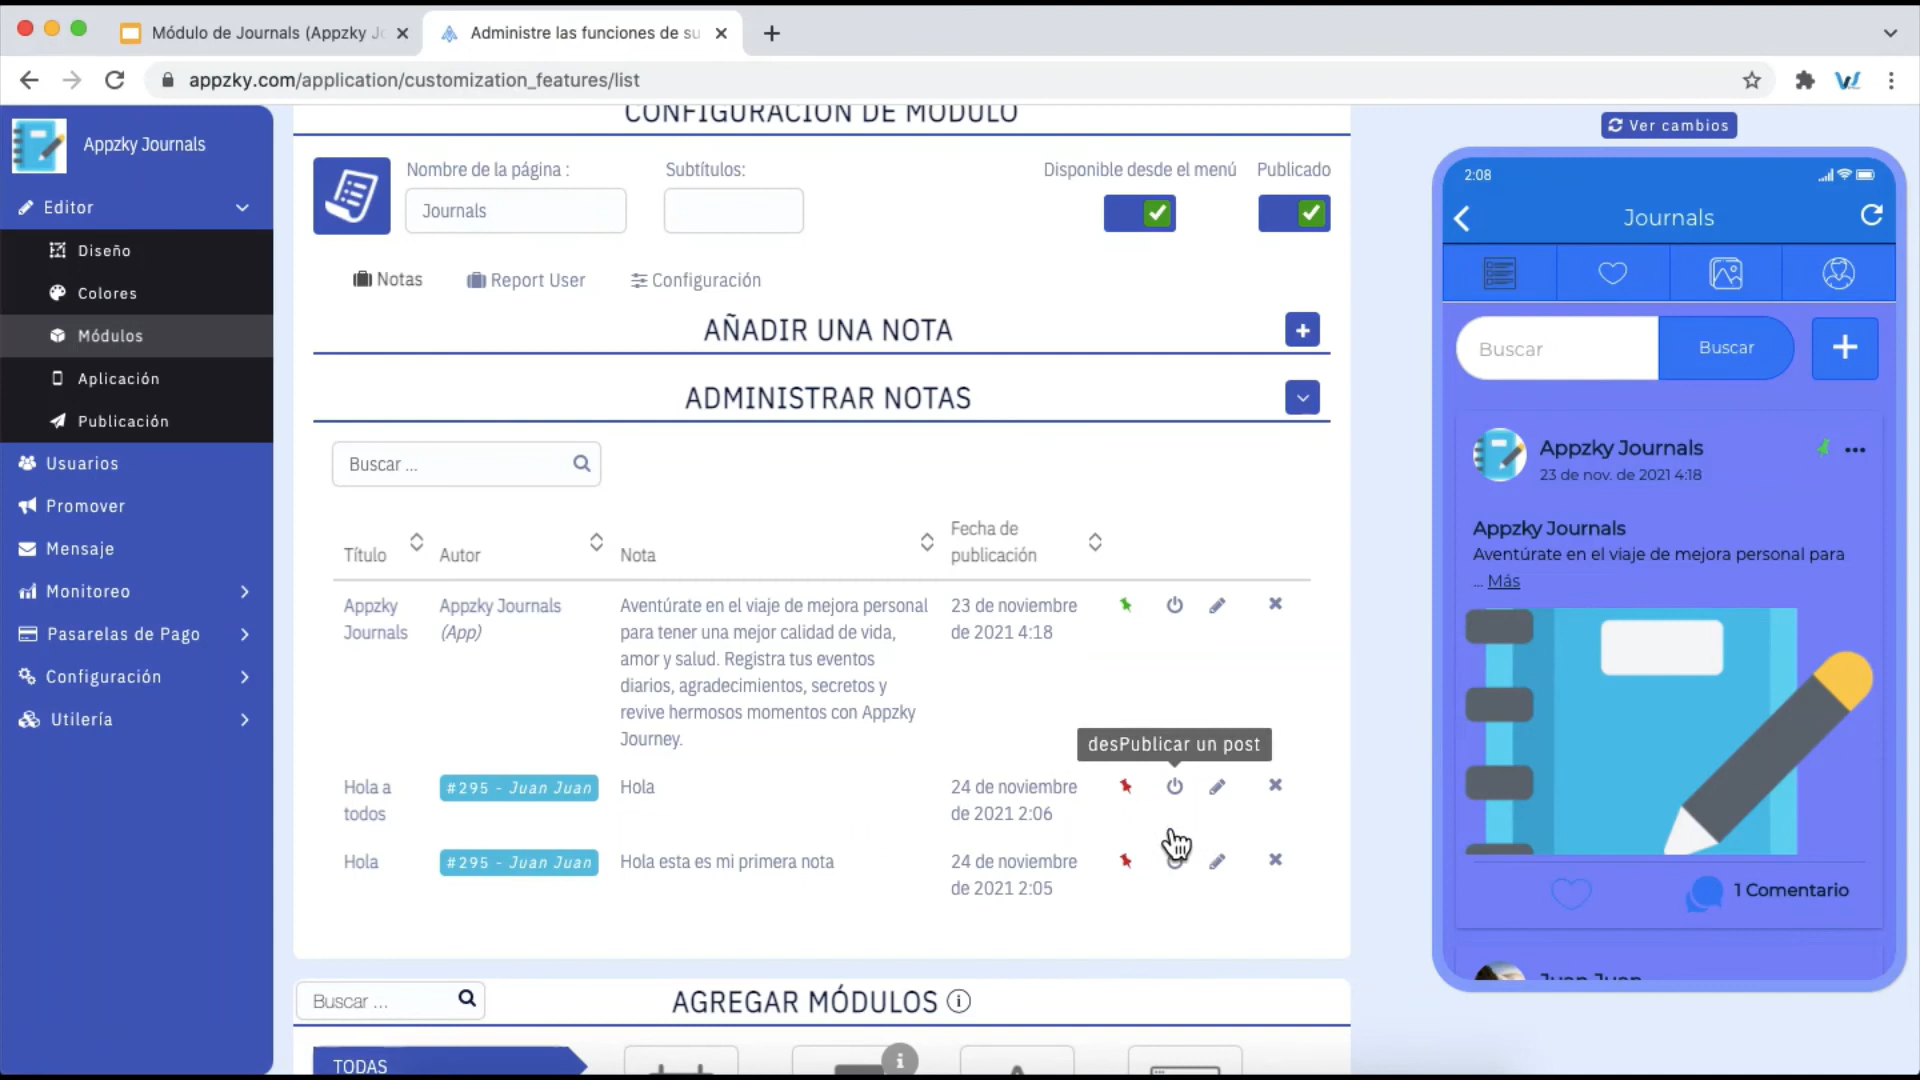 Módulo de Journals (Appzky Jo
Administre las funciones de su
appzky.com/application/customization_features/list
Appzky Journals
Editor
Diseño
Colores
Módulos
Aplicación
Publicación
Usuarios
Promover
Mensaje
Monitoreo
Pasarelas de Pago
Configuración
Utilería
CONFIGURACIÓN DE MÓDULO
Nombre de la página :
Subtítulos:
Disponible desde el menú
Publicado
Journals
Notas
Report User
Configuración
AÑADIR UNA NOTA
ADMINISTRAR NOTAS
Buscar ...
Título
Autor
Nota
Fecha de
publicación
Appzky
Journals
Appzky Journals
(App)
Aventúrate en el viaje de mejora personal
para tener una mejor calidad de vida,
amor y salud. Registra tus eventos
diarios, agradecimientos, secretos y
revive hermosos momentos con Appzky
Journey.
23 de noviembre
de 2021 4:18
desPublicar un post
Hola a
todos
#295 - Juan Juan
Hola
24 de noviembre
de 2021 2:06
Hola
#295 - Juan Juan
Hola esta es mi primera nota
24 de noviembre
de 2021 2:05
Buscar ...
AGREGAR MÓDULOS
TODAS
Ver cambios
2:08
Journals
Buscar
Buscar
Appzky Journals
23 de nov. de 2021 4:18
Appzky Journals
Aventúrate en el viaje de mejora personal para
... Más
1 Comentario
Juan Juan